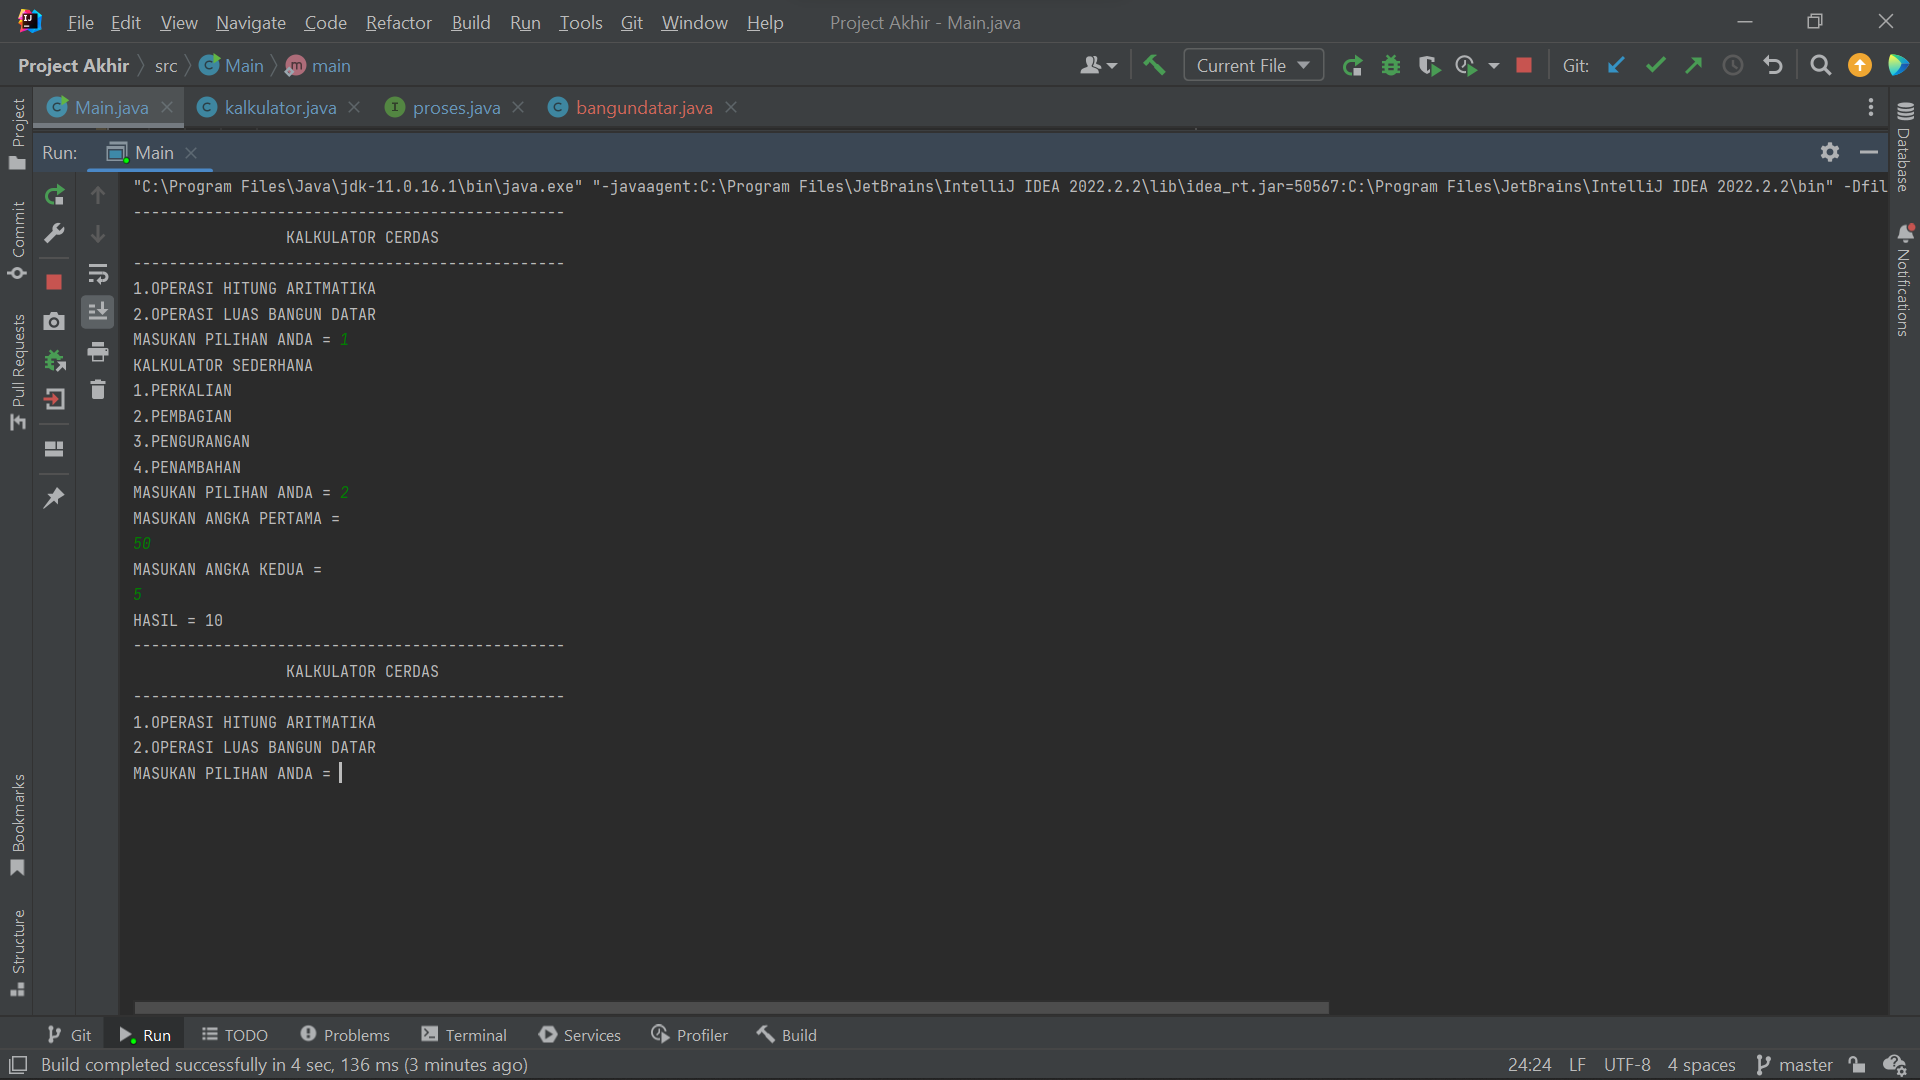 File Edit View Navigate Code Refactor Build Run Tools Git Window Help Project Akhir - Main.java
Project Akhir src Main main Current File Git:
Main.java kalkulator.java proses.java bangundatar.java
Run: Main
"C:\Program Files\Java\jdk-11.0.16.1\bin\java.exe" "-javaagent:C:\Program Files\JetBrains\IntelliJ IDEA 2022.2.2\lib\idea_rt.jar=50567:C:\Program Files\JetBrains\IntelliJ IDEA 2022.2.2\bin" -Dfil
------------------------------------------------
KALKULATOR CERDAS
------------------------------------------------
1.OPERASI HITUNG ARITMATIKA
2.OPERASI LUAS BANGUN DATAR
MASUKAN PILIHAN ANDA = 1
KALKULATOR SEDERHANA
1.PERKALIAN
2.PEMBAGIAN
3.PENGURANGAN
4.PENAMBAHAN
MASUKAN PILIHAN ANDA = 2
MASUKAN ANGKA PERTAMA =
50
MASUKAN ANGKA KEDUA =
5
HASIL = 10
------------------------------------------------
KALKULATOR CERDAS
------------------------------------------------
1.OPERASI HITUNG ARITMATIKA
2.OPERASI LUAS BANGUN DATAR
MASUKAN PILIHAN ANDA =
Project
Commit
Pull Requests
Bookmarks
Structure
Database
Notifications
Git Run TODO Problems Terminal Services Profiler Build
Build completed successfully in 4 sec, 136 ms (3 minutes ago) 24:24 LF UTF-8 4 spaces master